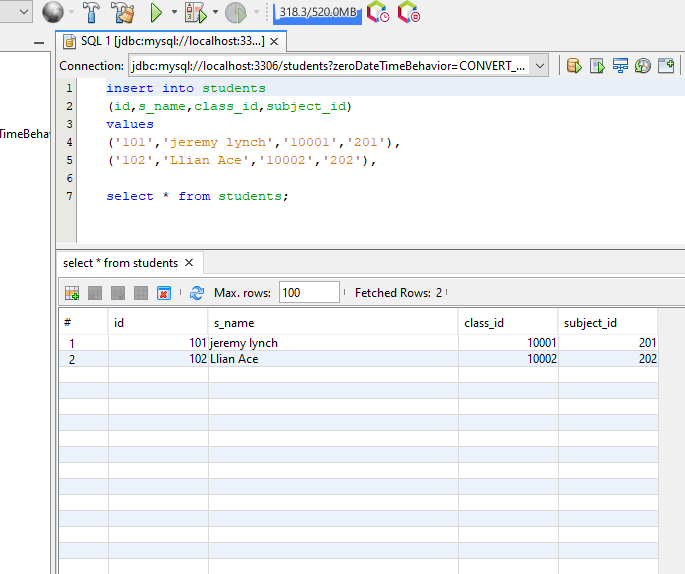 318.3/520.0MB
SQL 1 [jdbc:mysql://localhost:33...]
Connection: jdbc:mysql://localhost:3306/students?zeroDateTimeBehavior=CONVERT_...
TimeBehav
1 insert into students
2 (id,s_name,class_id,subject_id)
3 values
4 ('101','jeremy lynch','10001','201'),
5 ('102','Llian Ace','10002','202'),
6
7 select * from students;
select * from students
Max. rows: 100 Fetched Rows: 2
# id s_name class_id subject_id
1 101 jeremy lynch 10001 201
2 102 Llian Ace 10002 202